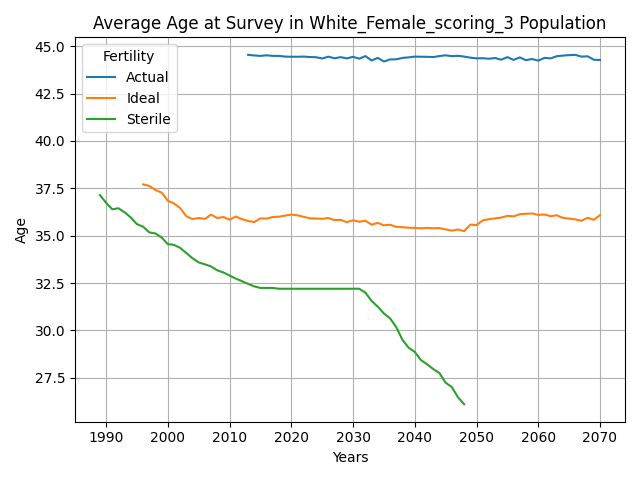 Average Age at Survey in White_Female_scoring_3 Population
Fertility
Actual
Ideal
Sterile
Age
45.0
42.5
40.0
37.5
35.0
32.5
30.0
27.5
1990 2000 2010 2020 2030 2040 2050 2060 2070
Years